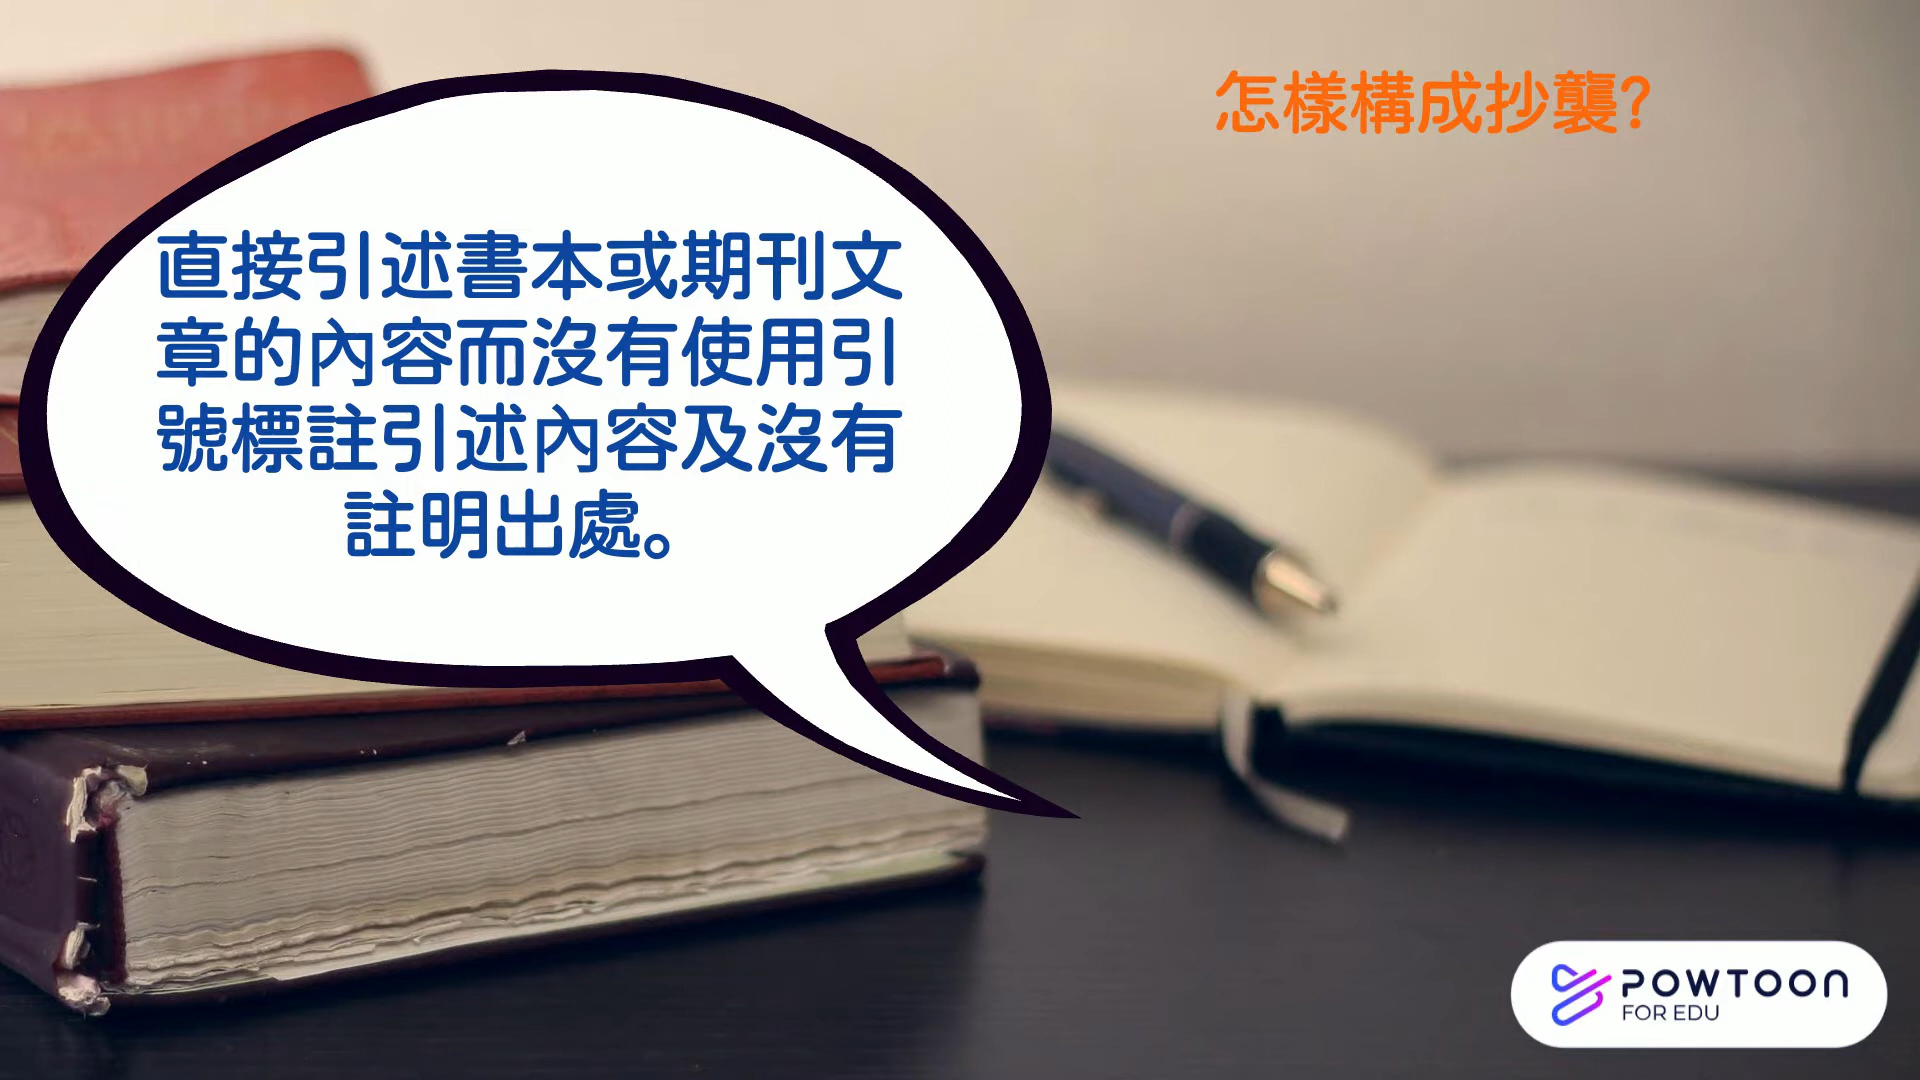 怎樣構成抄襲?
直接引述書本或期刊文
章的內容而沒有使用引
號標註引述內容及沒有
註明出處。
POWTOON
FOR EDU